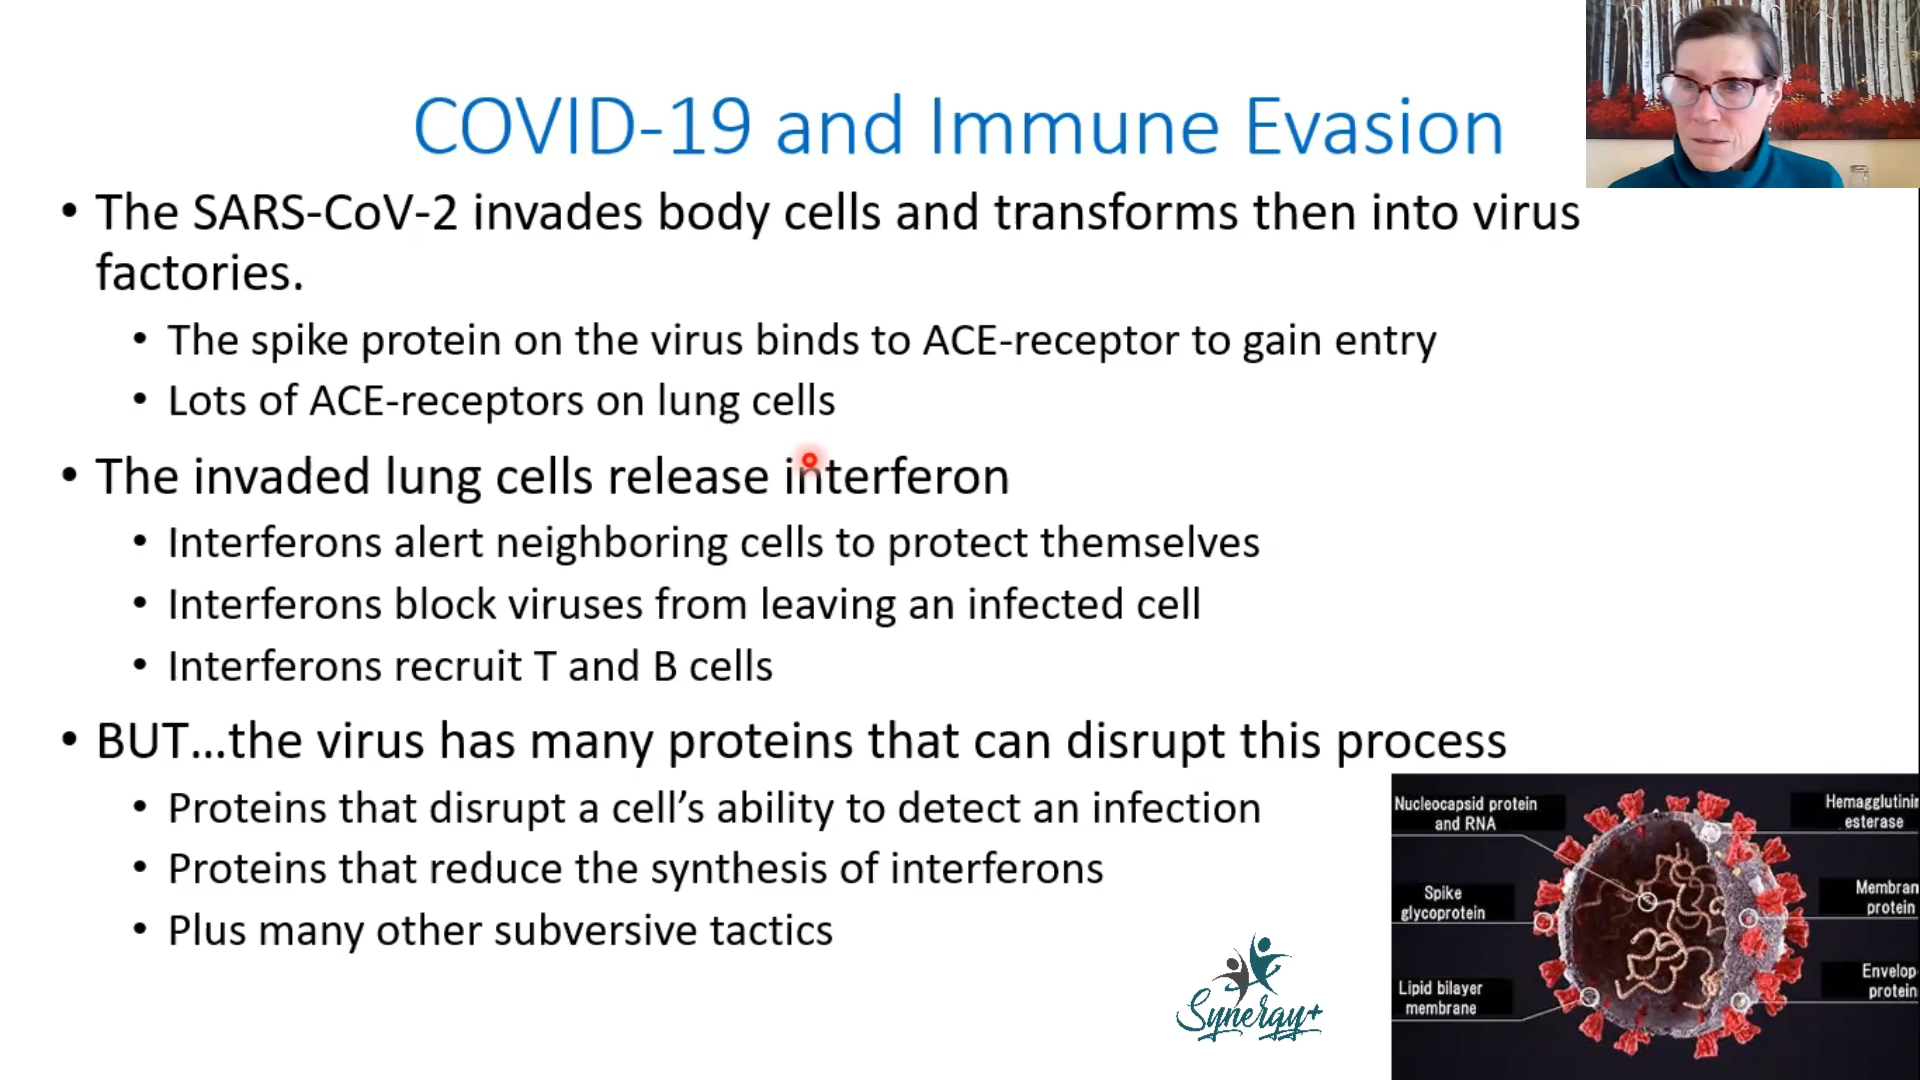 COVID-19 and Immune Evasion
• The SARS-CoV-2 invades body cells and transforms then into virus
factories.
• The spike protein on the virus binds to ACE-receptor to gain entry
• Lots of ACE-receptors on lung cells
• The invaded lung cells release interferon
• Interferons alert neighboring cells to protect themselves
• Interferons block viruses from leaving an infected cell
• Interferons recruit T and B cells
• BUT...the virus has many proteins that can disrupt this process
• Proteins that disrupt a cell’s ability to detect an infection
• Proteins that reduce the synthesis of interferons
• Plus many other subversive tactics
Synergy+
Nucleocapsid protein
and RNA
Spike
glycoprotein
Lipid bilayer
membrane
Hemagglutinin
esterase
Membran
protein
Envelop
protein